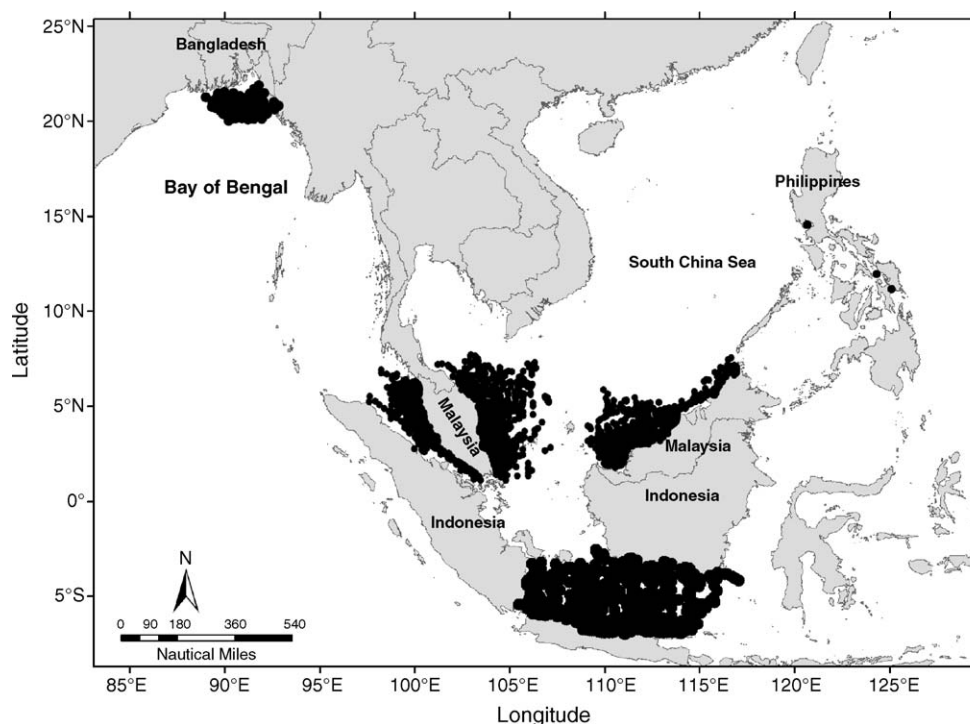 25°N
Bangladesh
20°N
Bay of Bengal
Philippines
15°N
South China Sea
10°N
Latitude
5°N
Malaysia
Malaysia
Indonesia
0°
Indonesia
N
5°S
0 90 180 360 540
Nautical Miles
85°E 90°E 95°E 100°E 105°E 110°E 115°E 120°E 125°E
Longitude